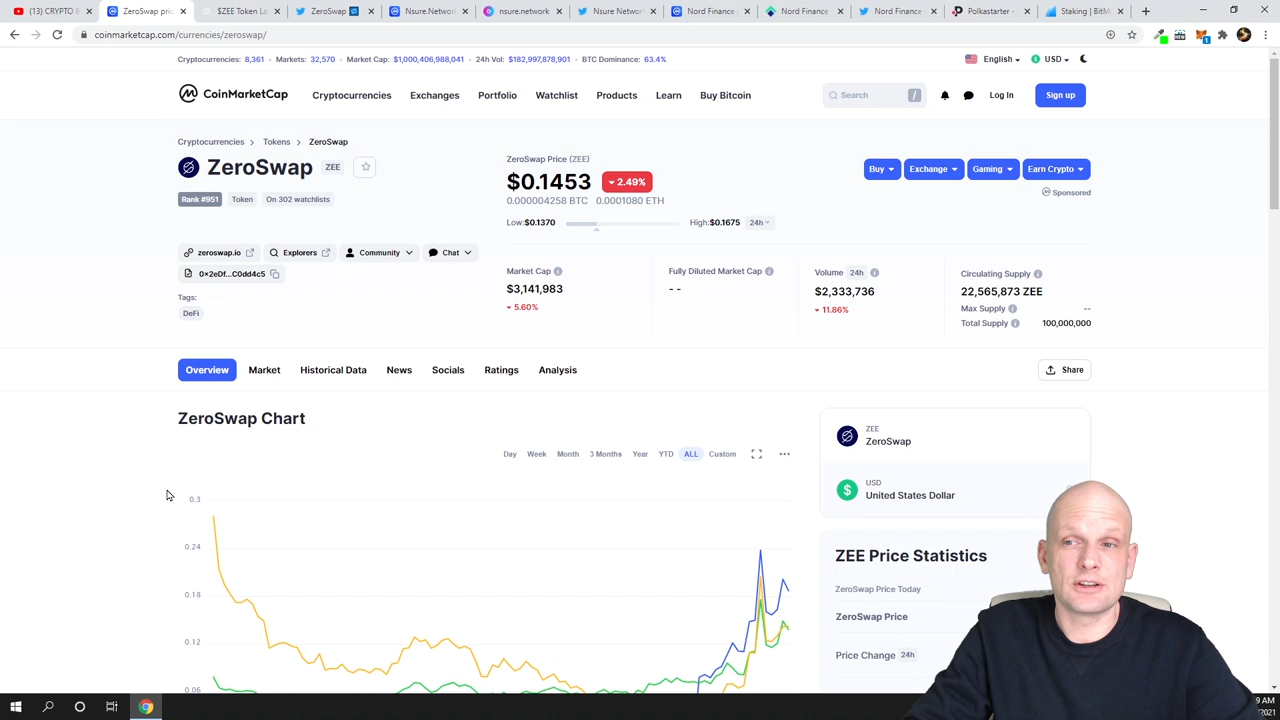 (13) CRYPTO B
ZeroSwap pri
$ZEE Token La
ZeroSwap
Nsure.Network
nsure.network
Nsure Network
Nord Finance
Nord Finance
Nord Finance
Polkastarter -
Staking | BitM
coinmarketcap.com/currencies/zeroswap/
Cryptocurrencies: 8,361 • Markets: 32,570 • Market Cap: $1,000,406,988,041 • 24h Vol: $182,997,878,901 • BTC Dominance: 63.4%
English
USD
CoinMarketCap
Cryptocurrencies
Exchanges
Portfolio
Watchlist
Products
Learn
Buy Bitcoin
Search
/
Log In
Sign up
Cryptocurrencies > Tokens > ZeroSwap
ZeroSwap ZEE
Rank #951
Token
On 302 watchlists
zeroswap.io
Explorers
Community
Chat
0x2eDf...C0dd4c5
Tags:
DeFi
ZeroSwap Price (ZEE)
$0.1453
2.49%
0.000004258 BTC 0.0001080 ETH
Low:$0.1370
High:$0.1675
24h
Buy
Exchange
Gaming
Earn Crypto
Sponsored
Market Cap
$3,141,983
5.60%
Fully Diluted Market Cap
- -
Volume 24h
$2,333,736
11.86%
Circulating Supply
22,565,873 ZEE
Max Supply --
Total Supply 100,000,000
Overview
Market
Historical Data
News
Socials
Ratings
Analysis
Share
ZeroSwap Chart
Day
Week
Month
3 Months
Year
YTD
ALL
Custom
0.3
0.24
0.18
0.12
0.06
ZEE
ZeroSwap
$
USD
United States Dollar
ZEE Price Statistics
ZeroSwap Price Today
ZeroSwap Price
Price Change 24h
9 AM
2021